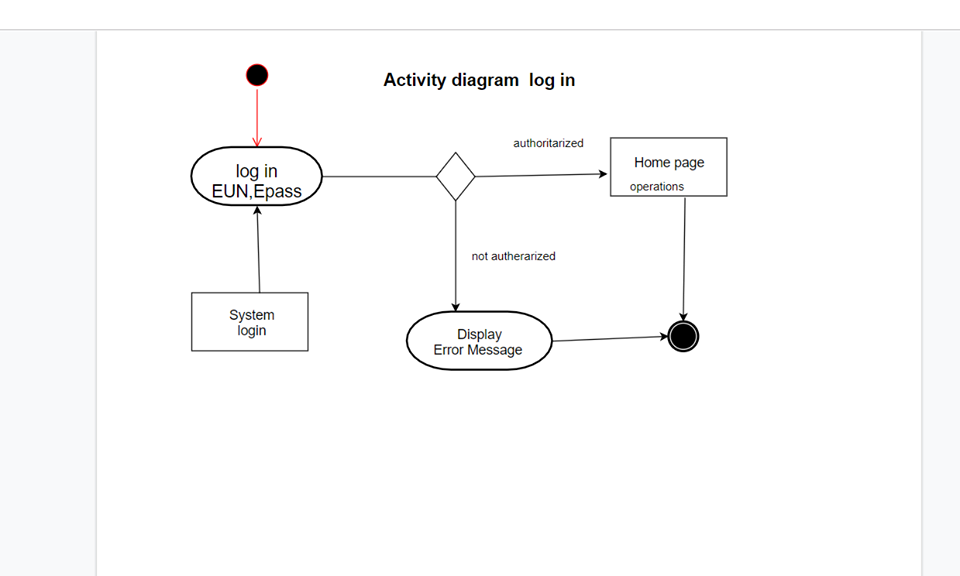 Activity diagram  log in
authoritarized
log in
EUN,Epass
Home page
operations
not autherarized
System
login
Display
Error Message